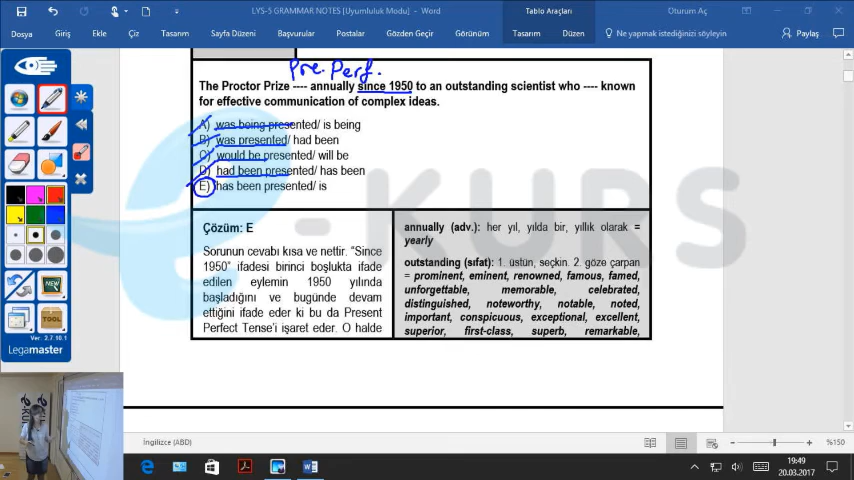 LYS-5 GRAMMAR NOTES [Uyumluluk Modu] - Word
Tablo Araçları
Oturum Aç
Dosya Giriş Ekle Çiz Tasarım Sayfa Düzeni Başvurular Postalar Gözden Geçir Görünüm Tasarım Düzen Ne yapmak istediğinizi söyleyin Paylaş
Pre. Perf.
The Proctor Prize ---- annually since 1950 to an outstanding scientist who ---- known
for effective communication of complex ideas.
A) was being presented/ is being
B) was presented/ had been
C) would be presented/ will be
D) had been presented/ has been
E) has been presented/ is
e-KURS
Çözüm: E
Sorunun cevabı kısa ve nettir. “Since
1950” ifadesi birinci boşlukta ifade
edilen eylemin 1950 yılında
başladığını ve bugünde devam
ettiğini ifade eder ki bu da Present
Perfect Tense’i işaret eder. O halde
annually (adv.): her yıl, yılda bir, yıllık olarak =
yearly
outstanding (sıfat): 1. üstün, seçkin. 2. göze çarpan
= prominent, eminent, renowned, famous, famed,
unforgettable, memorable, celebrated,
distinguished, noteworthy, notable, noted,
important, conspicuous, exceptional, excellent,
superior, first-class, superb, remarkable,
NEW
TOOL
Ver. 2.7.10.1
Legamaster
İngilizce (ABD)
%150
19:49
20.03.2017